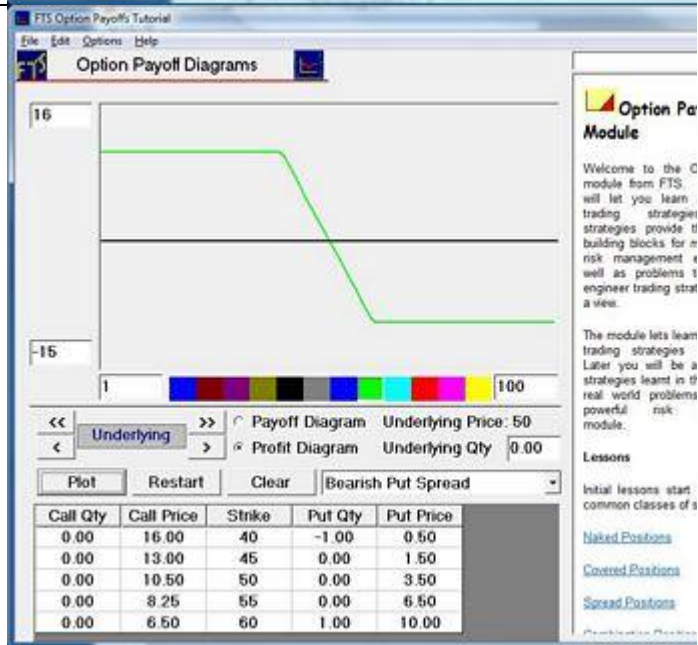 FTS Option Payoffs Tutorial
File Edit Options Help
FTS Option Payoff Diagrams
16
-15
1
100
<< >> Payoff Diagram Underlying Price: 50
Underlying
< > Profit Diagram Underlying Qty 0.00
Plot Restart Clear Bearish Put Spread
Call Qty Call Price Strike Put Qty Put Price
0.00 16.00 40 -1.00 0.50
0.00 13.00 45 0.00 1.50
0.00 10.50 50 0.00 3.50
0.00 8.25 55 0.00 6.50
0.00 6.50 60 1.00 10.00
Option
Module
Welcome to the
module from FTS.
will let you learn
trading strategies
strategies provide
building blocks for
risk management
well as problems
engineer trading
a view.
The module lets
trading strategies
Later you will be
strategies learnt in
real world problems
powerful risk
module.
Lessons
Initial lessons start
common classes of
Naked Positions
Covered Positions
Spread Positions